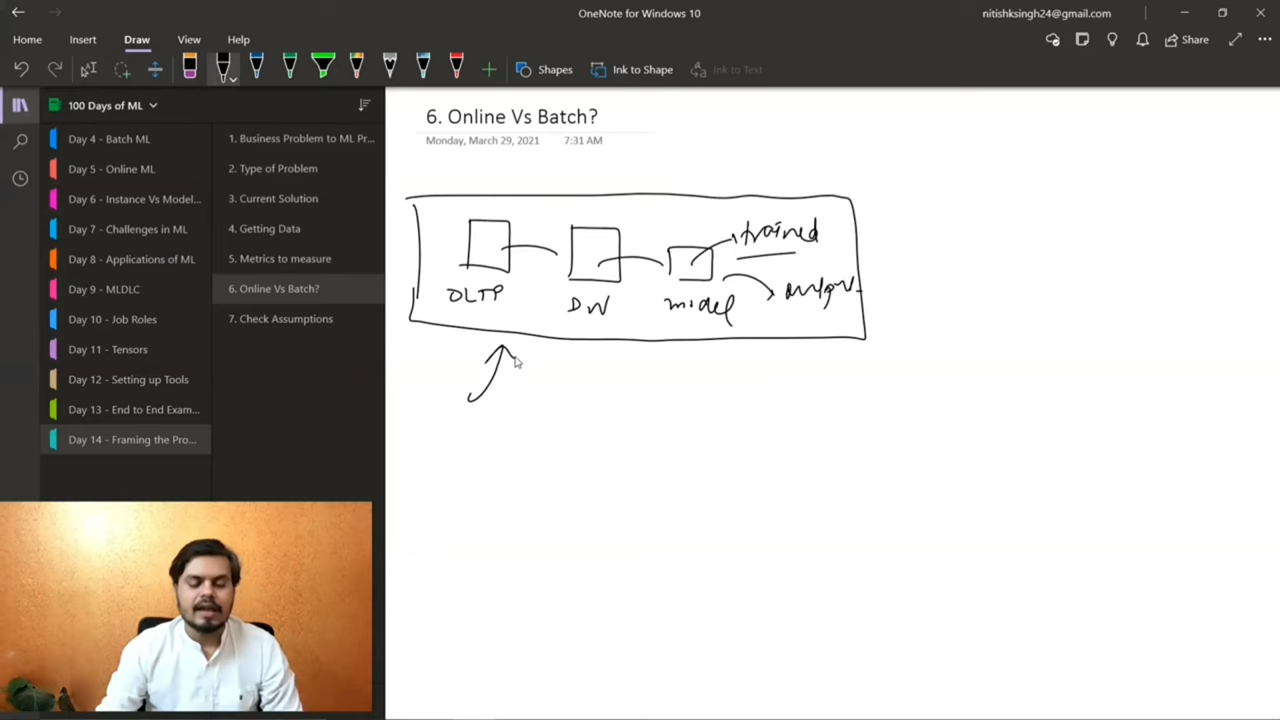 OneNote for Windows 10
nitishksingh24@gmail.com
Home Insert Draw View Help
Share
Shapes Ink to Shape Ink to Text
100 Days of ML
Day 4 - Batch ML
Day 5 - Online ML
Day 6 - Instance Vs Model...
Day 7 - Challenges in ML
Day 8 - Applications of ML
Day 9 - MLDLC
Day 10 - Job Roles
Day 11 - Tensors
Day 12 - Setting up Tools
Day 13 - End to End Exam...
Day 14 - Framing the Pro...
1. Business Problem to ML Pr...
2. Type of Problem
3. Current Solution
4. Getting Data
5. Metrics to measure
6. Online Vs Batch?
7. Check Assumptions
6. Online Vs Batch?
Monday, March 29, 2021 7:31 AM
trained
OLTP DW model